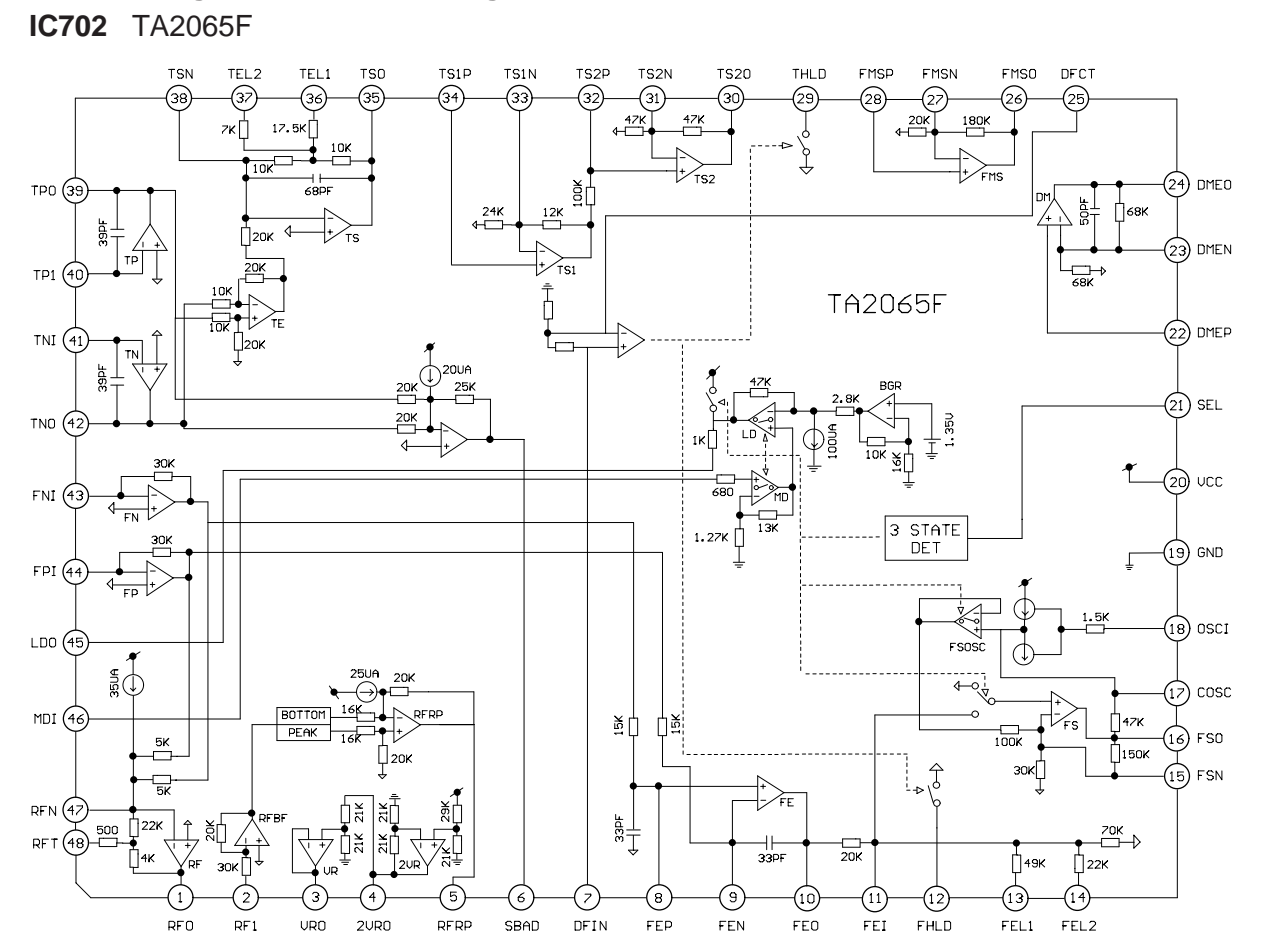 IC702 TA2065F
TSN TEL2 TEL1 TSO TS1P TS1N TS2P TS2N TS2O THLD FMSP FMSN FMSO DFCT
38 37 36 35 34 33 32 31 30 29 28 27 26 25
7K 17.5K 47K 47K 20K 180K
10K 10K
68PF
TS2 FMS
100K
TPO 39
24 DMEO
39PF TP
TS
24K 12K
DM 50PF 68K
20K
23 DMEN
TP1 40
20K
TS1
68K
10K
TE
10K
TA2065F
TNI 41
TN
20K
22 DMEP
39PF
20UA
20K 25K
47K
BGR
2.8K
21 SEL
TNO 42
20K
1K LD 100UA 10K 16K 1.35V
30K
20 VCC
FNI 43
FN
680 MD
13K
1.27K
3 STATE
DET
30K
19 GND
FPI 44
FP
LDO 45
1.5K
18 OSCI
FSOSC
35UA
25UA 20K
17 COSC
MDI 46
BOTTOM
PEAK
16K
16K
RFRP
15K 15K
FS
47K
100K
16 FSO
5K
20K
30K
150K
15 FSN
5K
RFN 47
FE
22K
20K RFBF
21K 21K 29K
RFT 48
500
4K RF
30K
VR 21K
21K 2VR 21K
33PF
33PF
20K
49K 22K
70K
1 2 3 4 5 6 7 8 9 10 11 12 13 14
RFO RF1 VRO 2VRO RFRP SBAD DFIN FEP FEN FEO FEI FHLD FEL1 FEL2